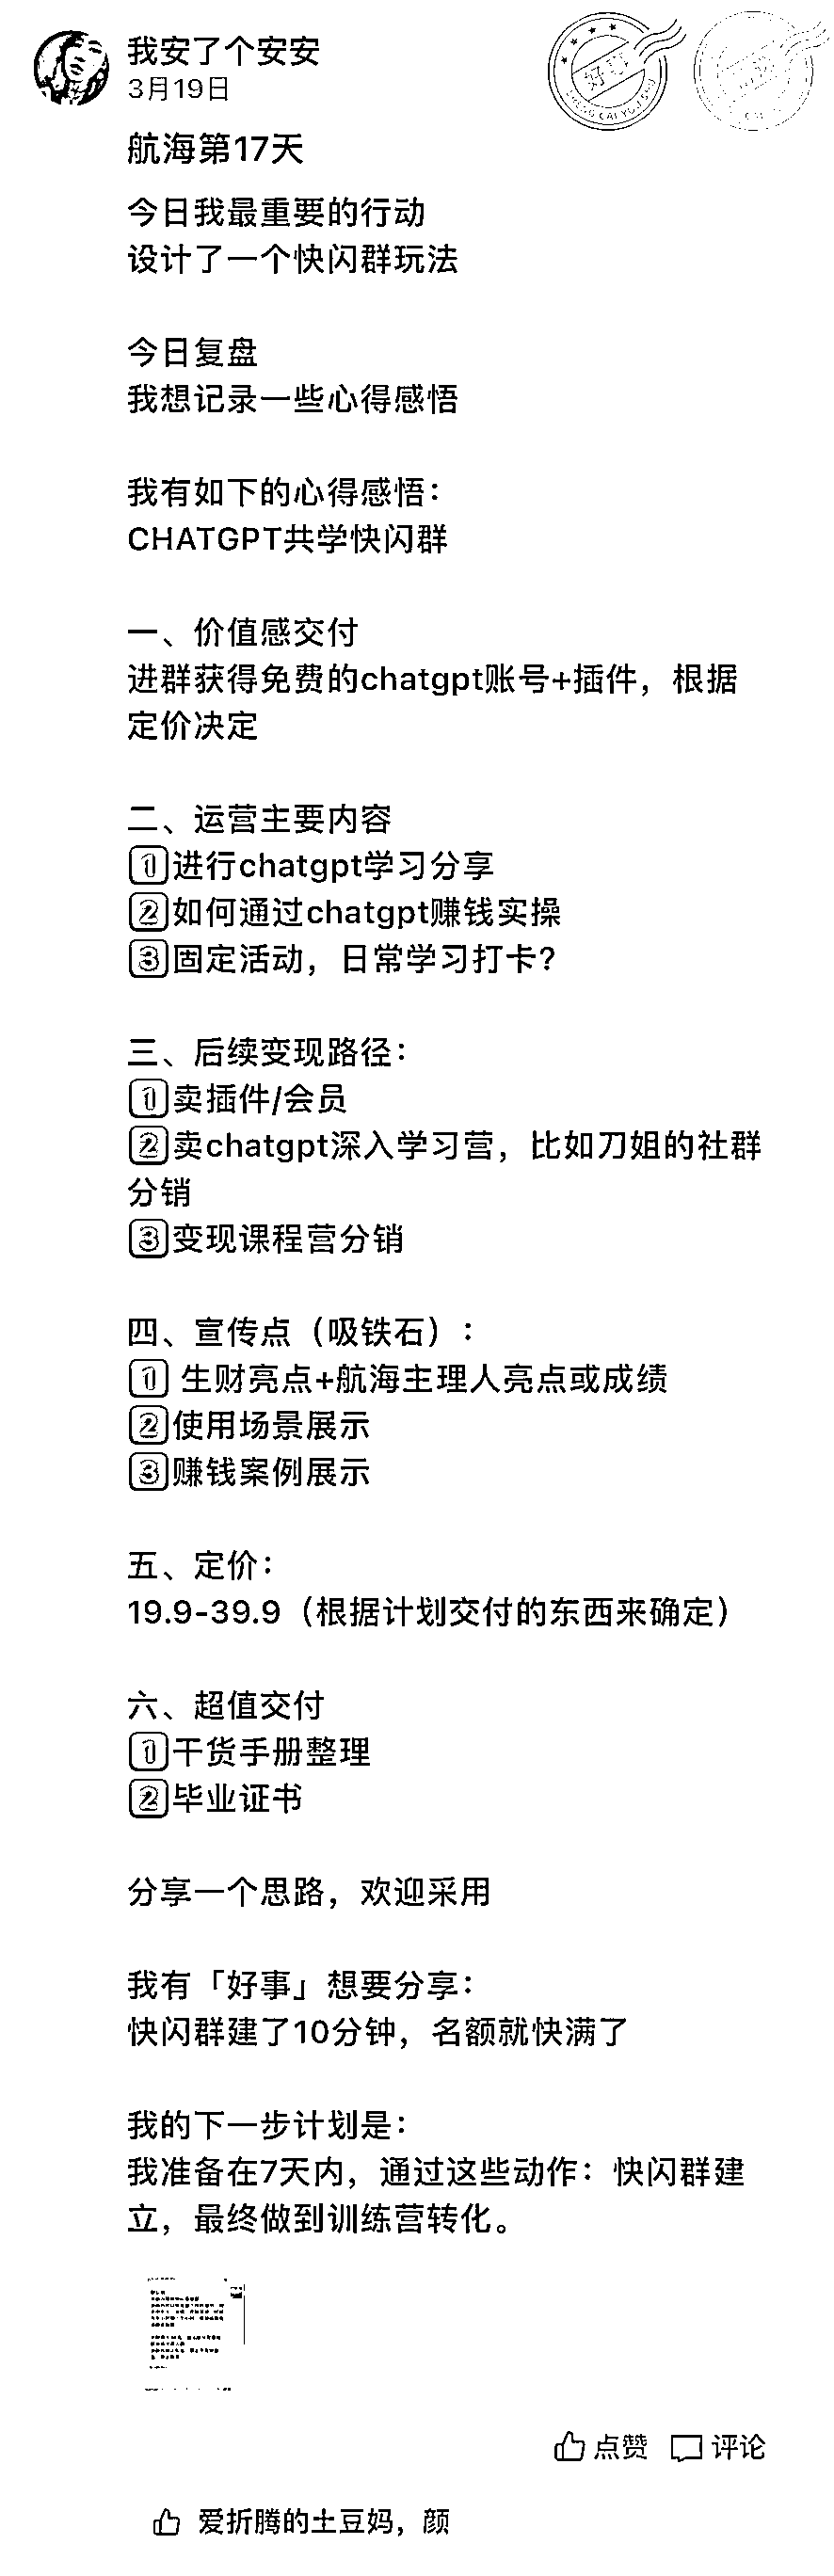 我安了个安安
3月19日
好事
航海第17天
今日我最重要的行动
设计了一个快闪群玩法
今日复盘
我想记录一些心得感悟
我有如下的心得感悟：
CHATGPT共学快闪群
一、价值感交付
进群获得免费的chatgpt账号+插件，根据
定价决定
二、运营主要内容
1进行chatgpt学习分享
2如何通过chatgpt赚钱实操
3固定活动，日常学习打卡？
三、后续变现路径：
1卖插件/会员
2卖chatgpt深入学习营，比如刀姐的社群
分销
3变现课程营分销
四、宣传点（吸铁石）：
1 生财亮点+航海主理人亮点或成绩
2使用场景展示
3赚钱案例展示
五、定价：
19.9-39.9（根据计划交付的东西来确定）
六、超值交付
1干货手册整理
2毕业证书
分享一个思路，欢迎采用
我有「好事」想要分享：
快闪群建了10分钟，名额就快满了
我的下一步计划是：
我准备在7天内，通过这些动作：快闪群建
立，最终做到训练营转化。
点赞 评论
爱折腾的土豆妈，颜